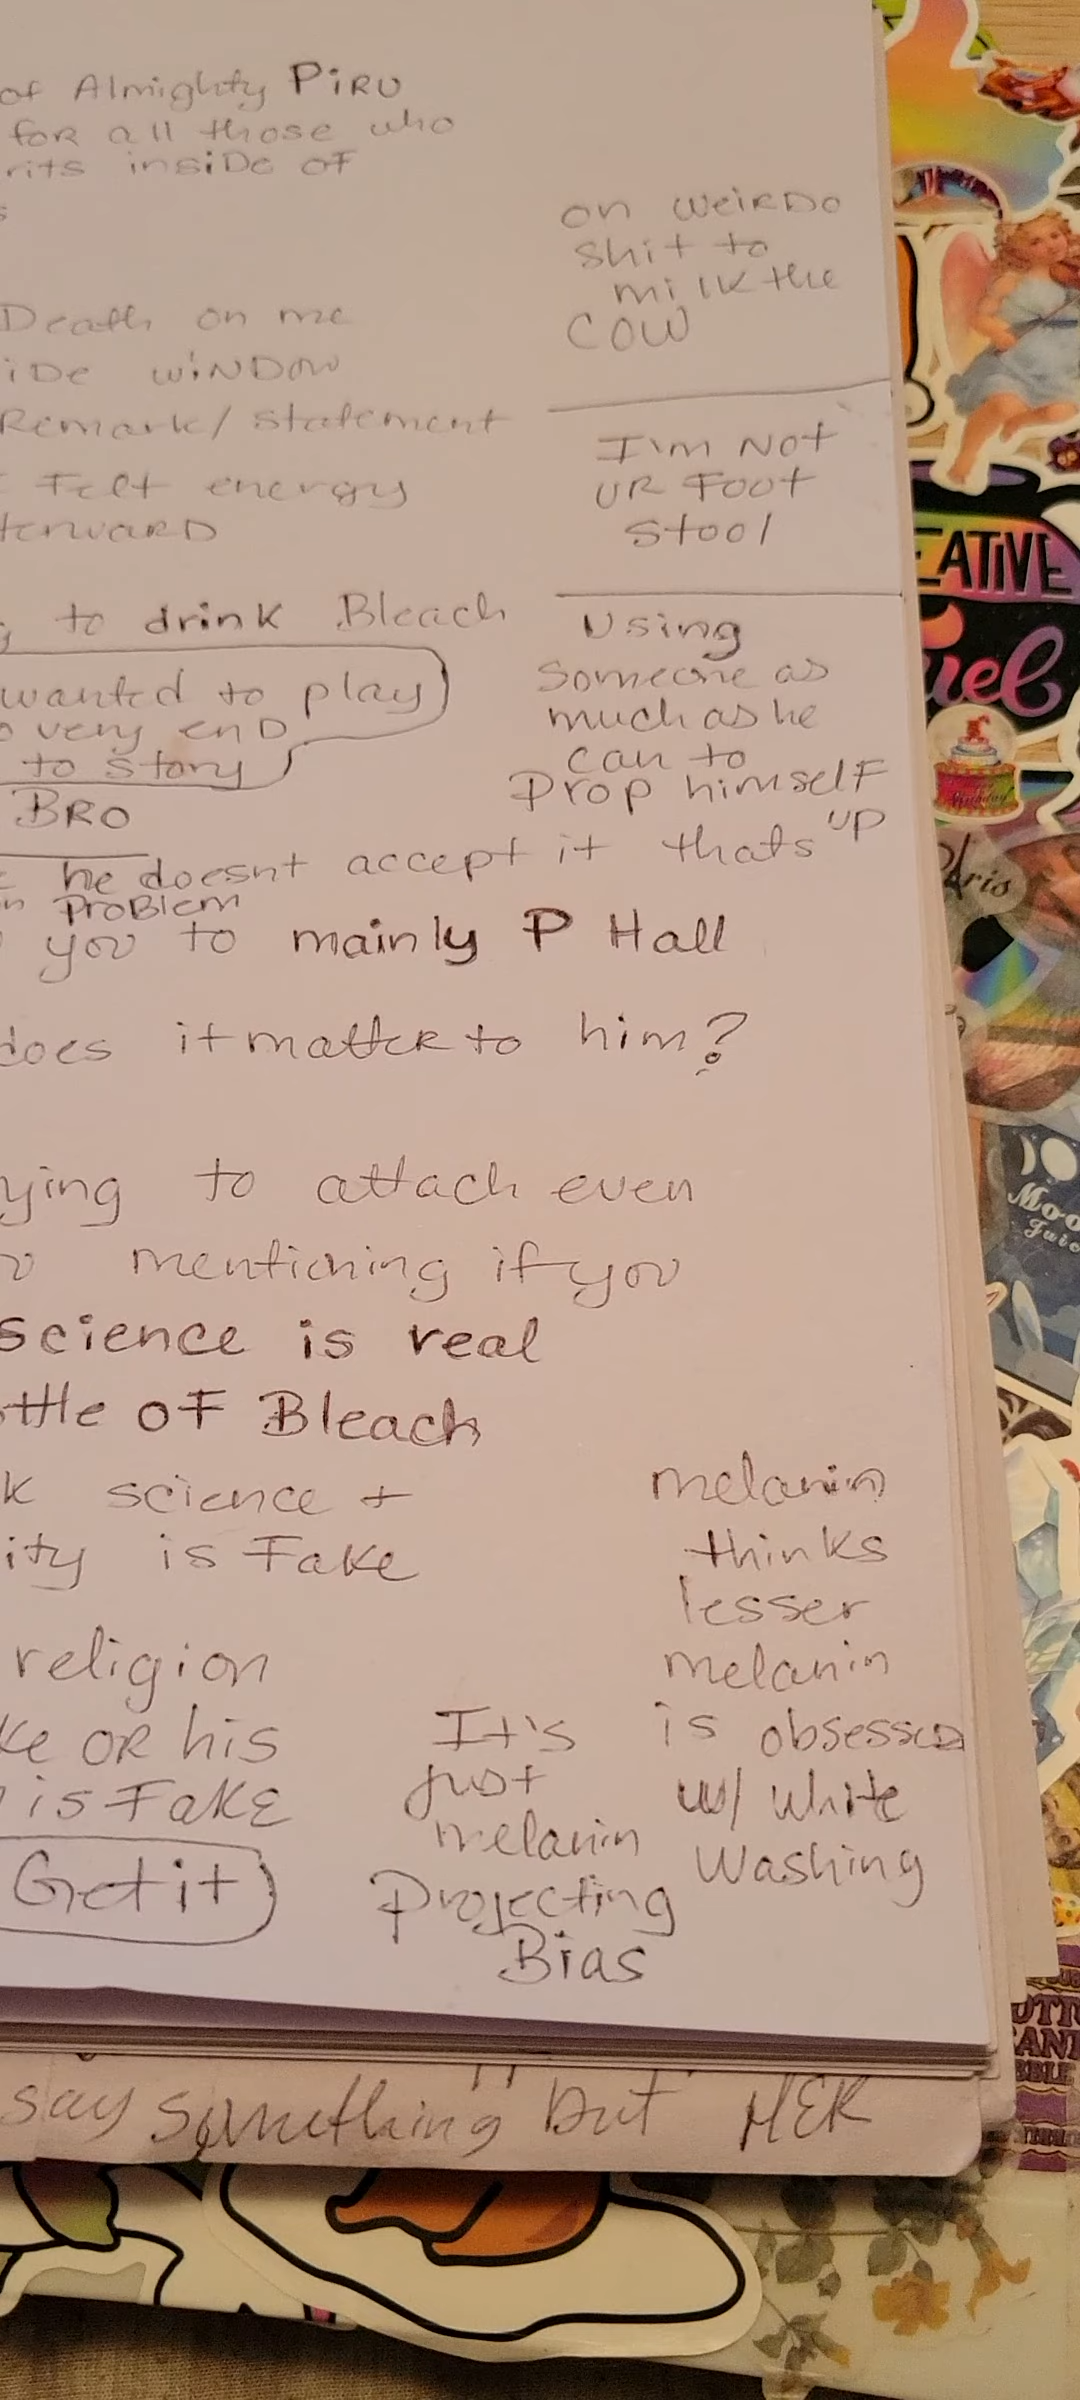 of Almighty PIRU
for all those who
rits inside of
s
Death on me
ide window
Remark/statement
felt energy
terward
to drink Bleach
wanted to play
o very end
to story
BRO
he doesnt accept it thats
n Problem
you to mainly P Hall
does it matter to him?
ying to attach even
mentioning if you
science is real
ttle of Bleach
k science +
ity is Fake
religion
ke or his
is Fake
Get it
on weirdo
shit to
milk the
cow
I'm Not
UR Foot
stool
Using
someone as
much as he
can to
Prop himself
up
It's
just
melanin
Projecting
Bias
melanin
thinks
lesser
melanin
is obsessed
w/ white
washing
say something but HER
EATIVE
uel
Moo
Juic